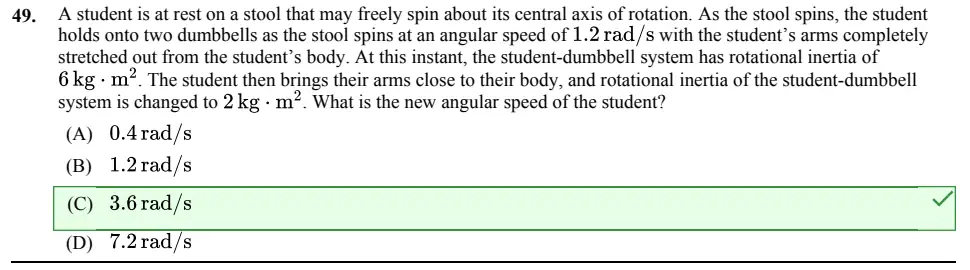 49. A student is at rest on a stool that may freely spin about its central axis of rotation. As the stool spins, the student
holds onto two dumbbells as the stool spins at an angular speed of 1.2 rad/s with the student's arms completely
stretched out from the student's body. At this instant, the student-dumbbell system has rotational inertia of
6 kg · m². The student then brings their arms close to their body, and rotational inertia of the student-dumbbell
system is changed to 2 kg · m². What is the new angular speed of the student?
(A) 0.4 rad/s
(B) 1.2 rad/s
(C) 3.6 rad/s
(D) 7.2 rad/s